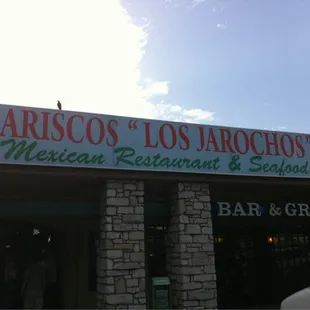 ARISCOS "LOS JAROCHOS"
Mexican Restaurant & Seafood
BAR & GR